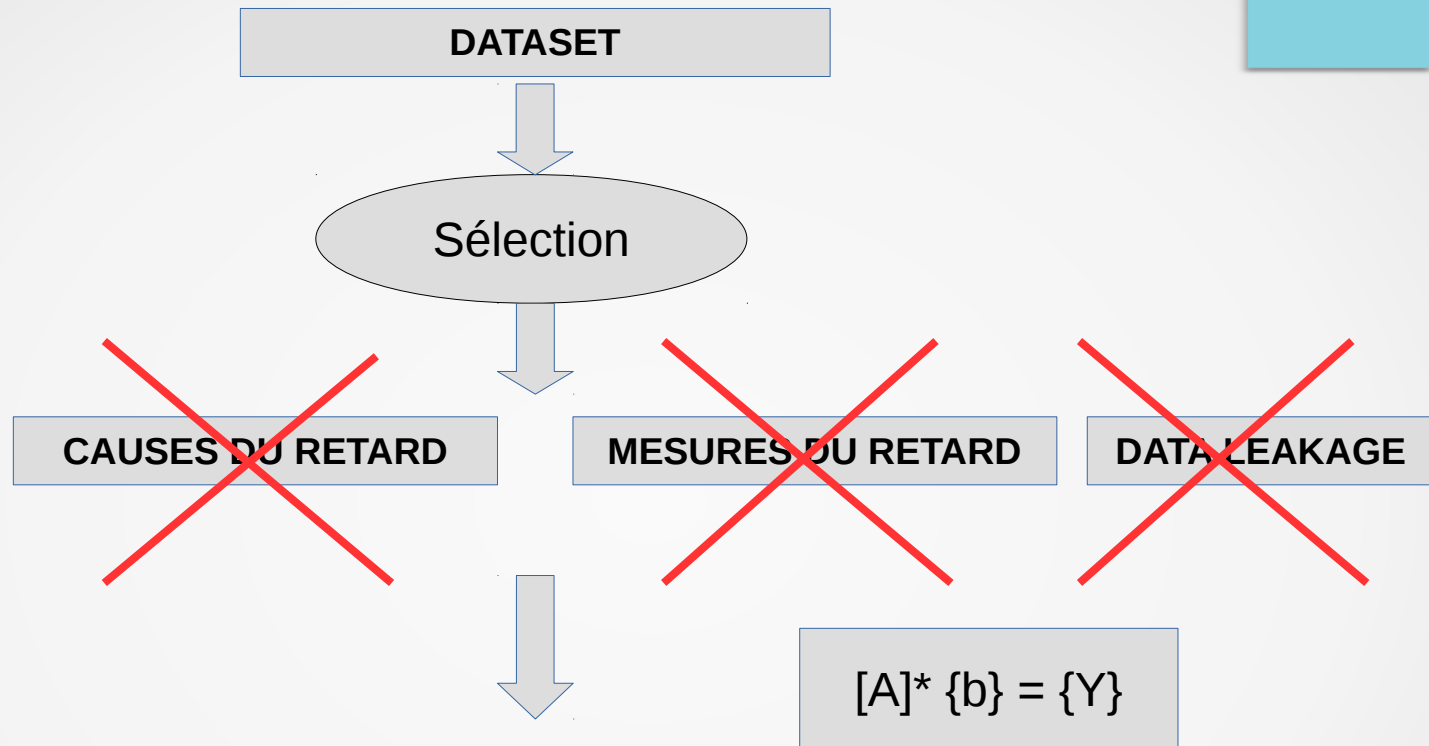 DATASET
Sélection
CAUSES DU RETARD
MESURES DU RETARD
DATA LEAKAGE
[A]* {b} = {Y}